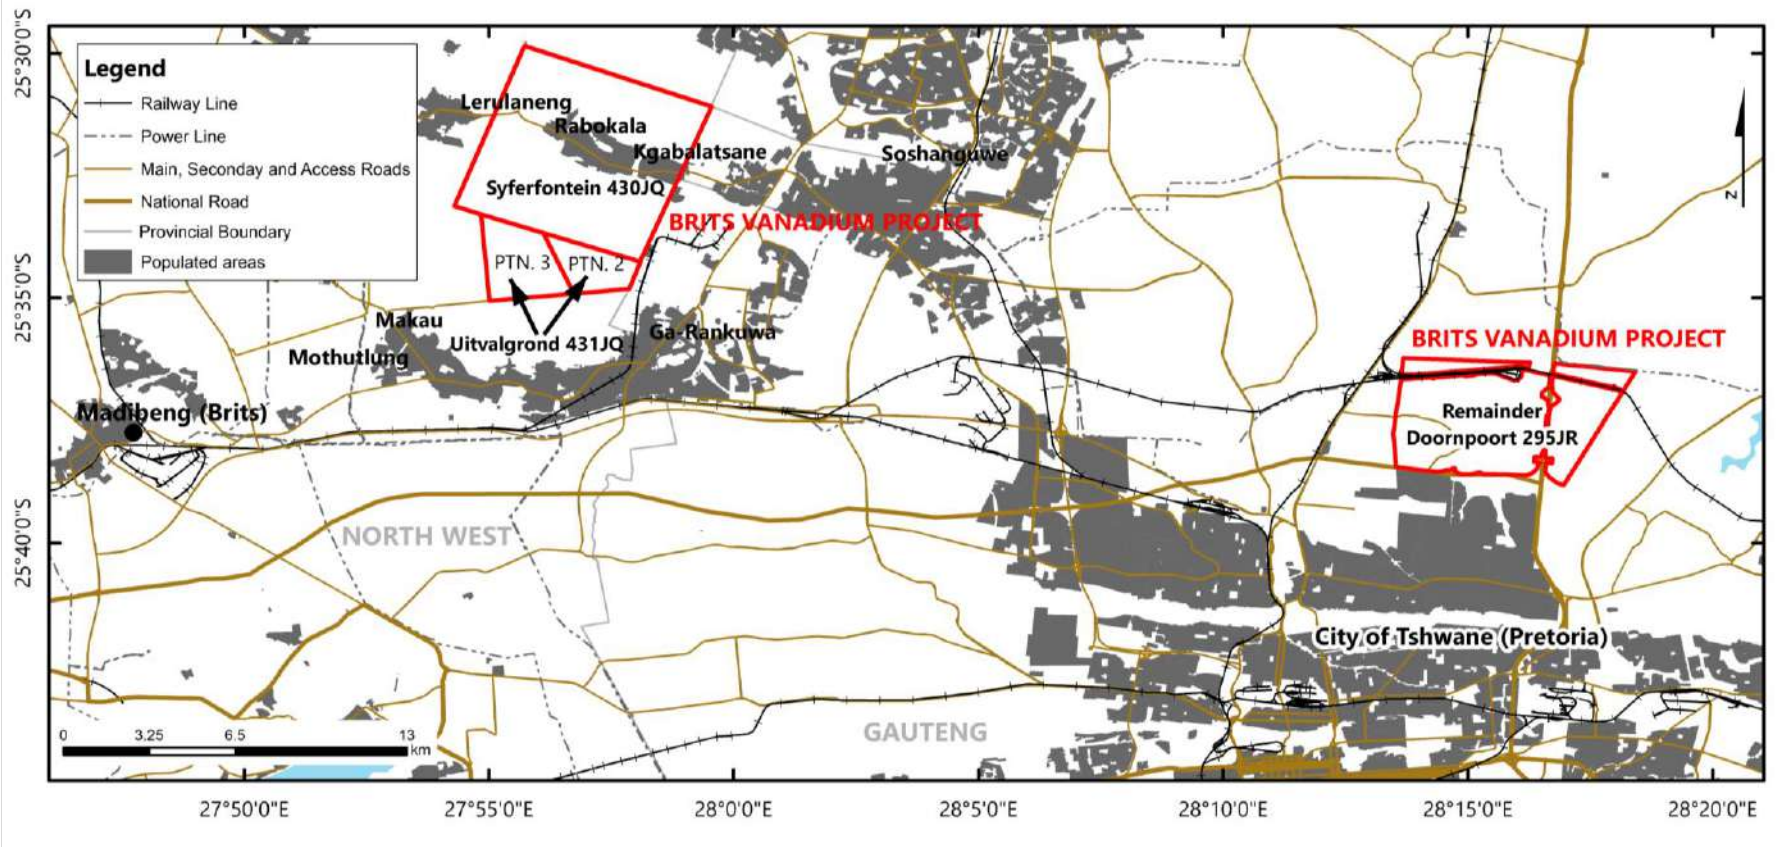 Legend
Railway Line
Power Line
Main, Seconday and Access Roads
National Road
Provincial Boundary
Populated areas
25°30'0"S
25°35'0"S
25°40'0"S
Lerulaneng
Rabokala
Kgabalatsane
Soshanguwe
Syferfontein 430JQ
BRITS VANADIUM PROJECT
PTN. 3
PTN. 2
Makau
Uitvalgrond 431JQ
Ga-Rankuwa
Mothutlung
Madibeng (Brits)
BRITS VANADIUM PROJECT
Remainder
Doornpoort 295JR
NORTH WEST
City of Tshwane (Pretoria)
GAUTENG
N
0 3.25 6.5 13
km
27°50'0"E 27°55'0"E 28°0'0"E 28°5'0"E 28°10'0"E 28°15'0"E 28°20'0"E